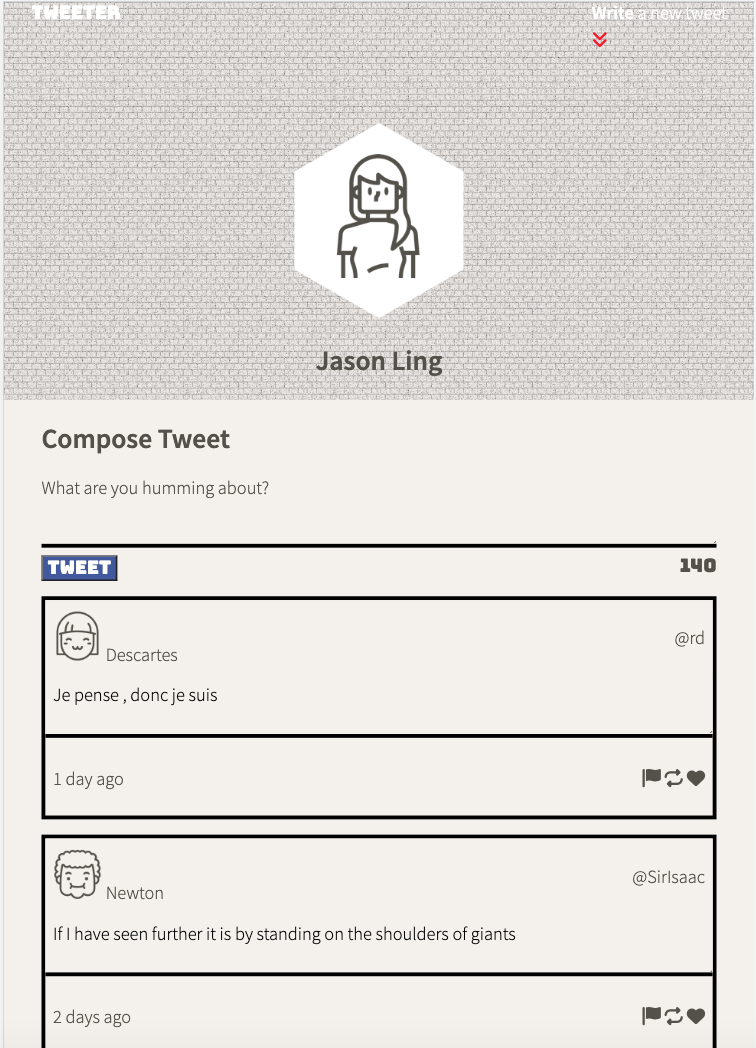 TWEETER
Write a new tweet
Jason Ling
Compose Tweet
What are you humming about?
TWEET
140
Descartes
@rd
Je pense , donc je suis
1 day ago
Newton
@SirIsaac
If I have seen further it is by standing on the shoulders of giants
2 days ago